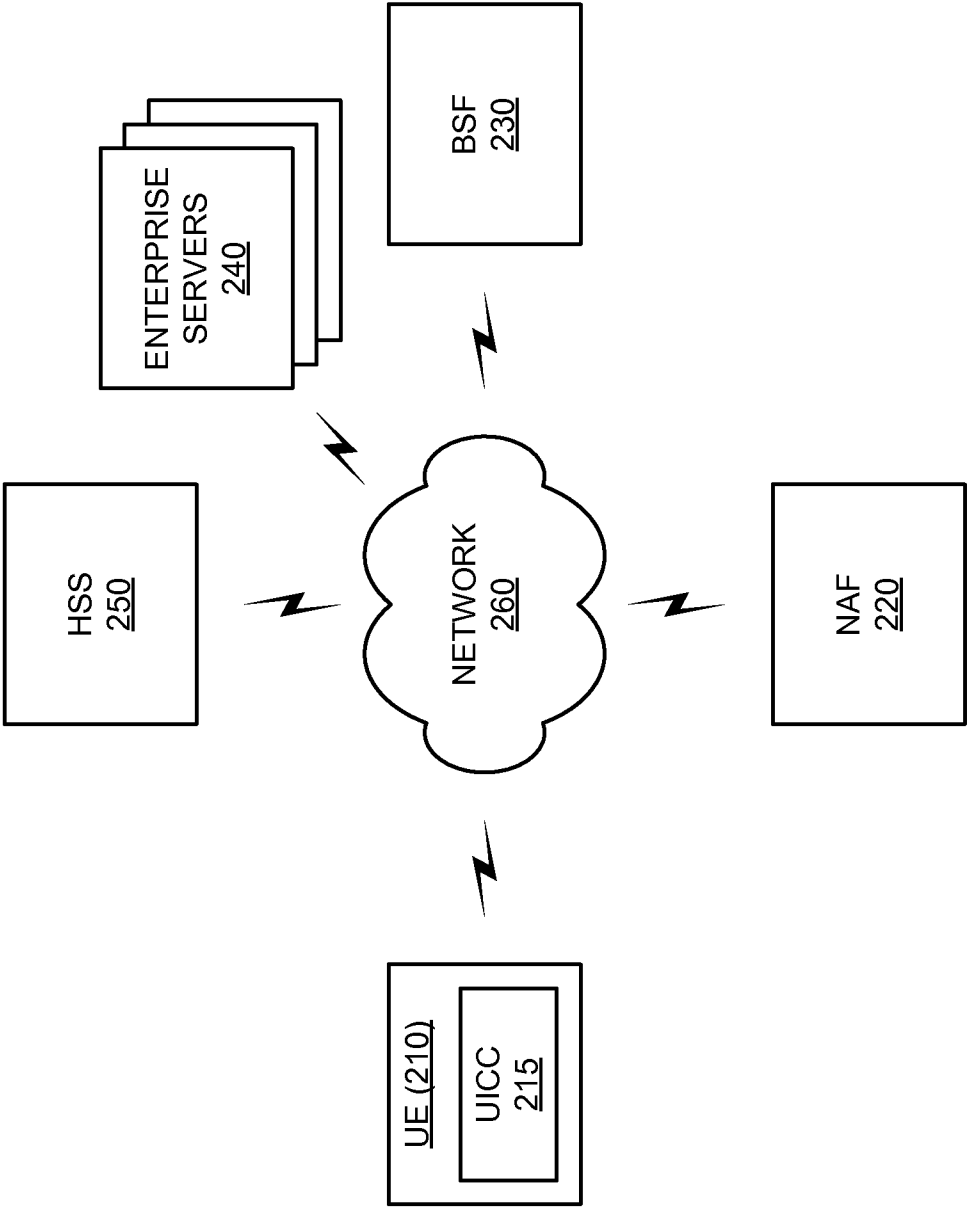 HSS
250
ENTERPRISE
SERVERS
240
UE (210)
UICC
215
NETWORK
260
BSF
230
NAF
220